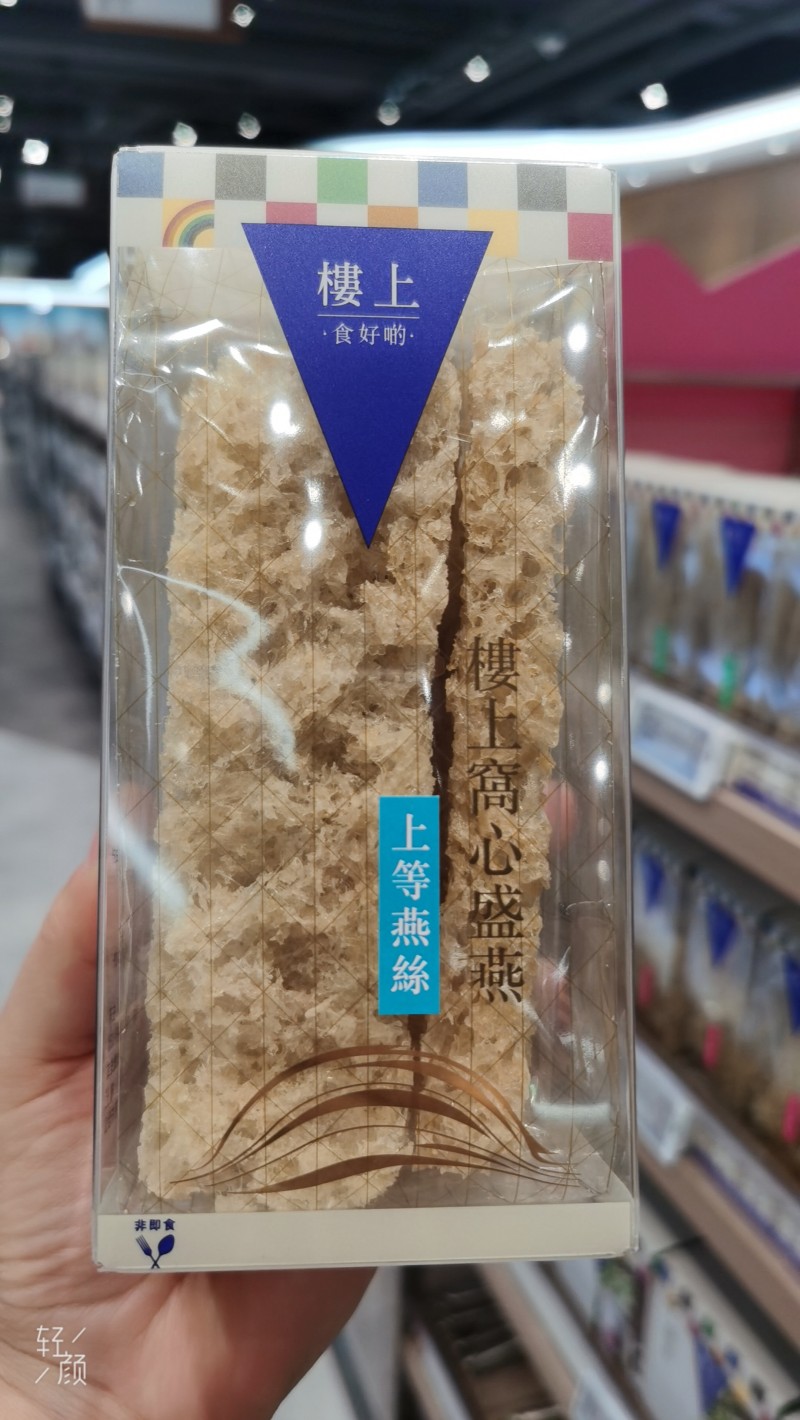 樓上
·食好啲·
樓上窩心盛燕
上等燕絲
非即食
轻颜